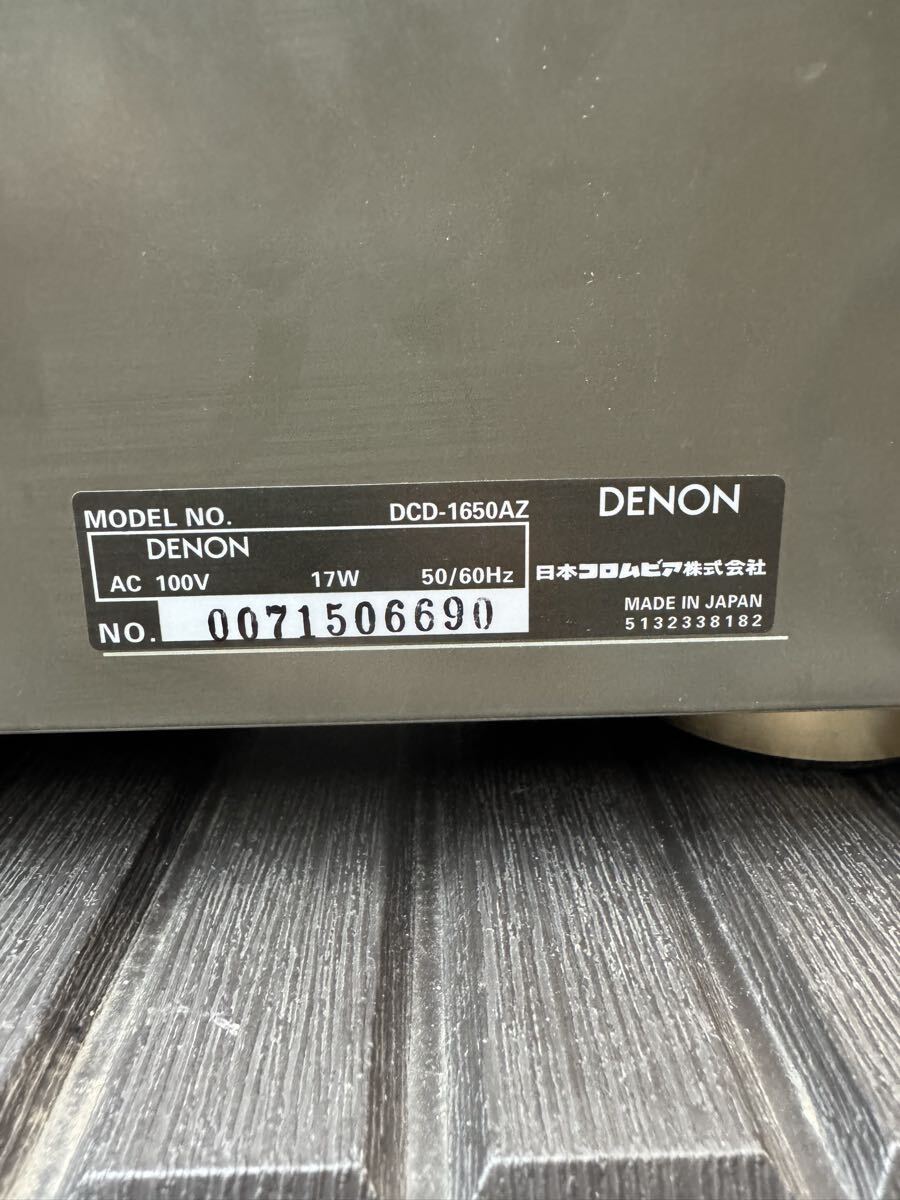 MODEL NO. DCD-1650AZ
DENON
AC 100V 17W 50/60Hz
NO. 0071506690
DENON
日本コロムビア株式会社
MADE IN JAPAN
5132338182